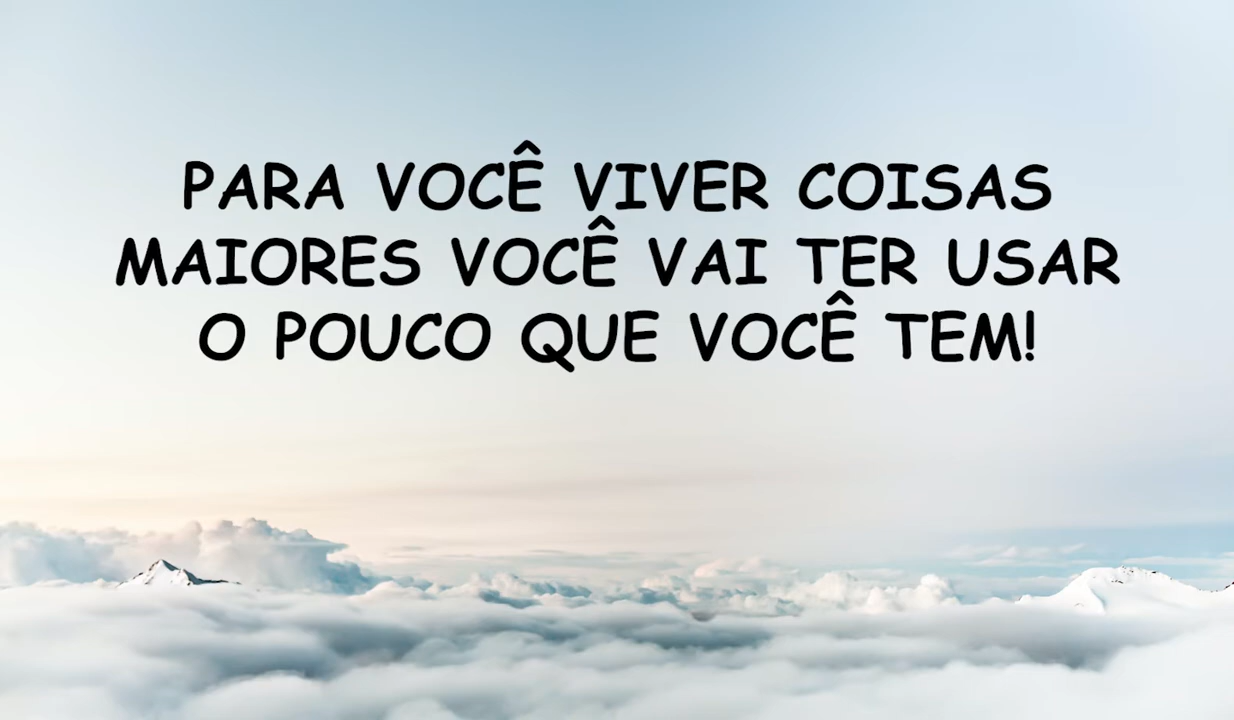 PARA VOCÊ VIVER COISAS
MAIORES VOCÊ VAI TER USAR
O POUCO QUE VOCÊ TEM!